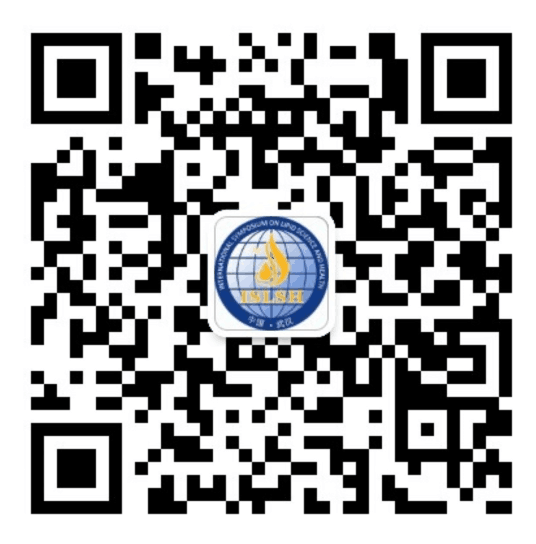 INTERNATIONAL SYMPOSIUM ON LIPID SCIENCE AND HEALTH
ISLSH
中国·武汉